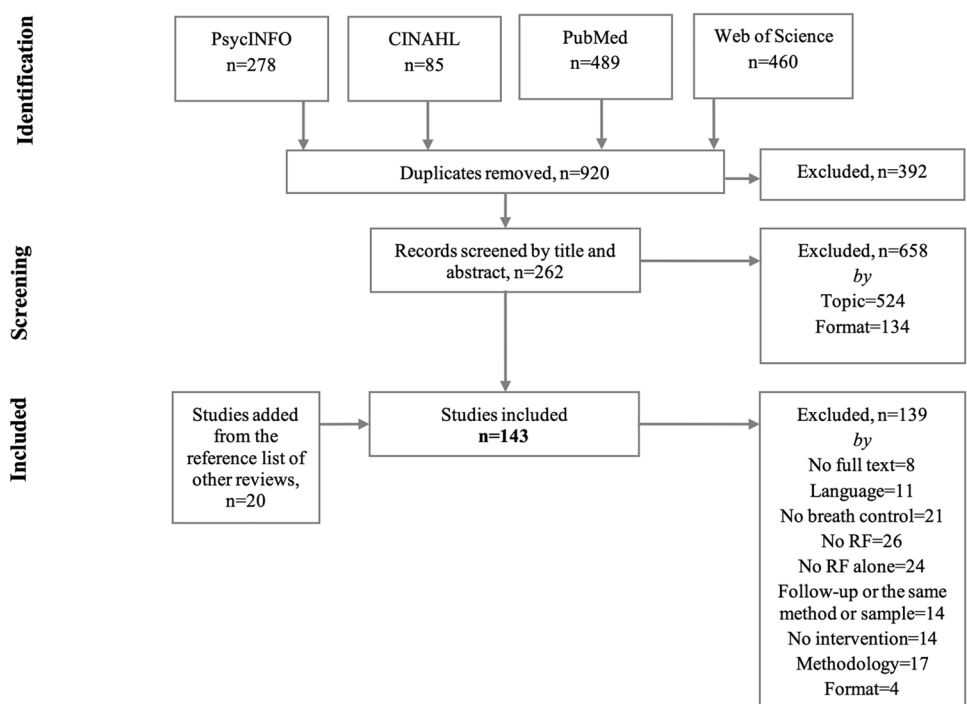 Identification
PsycINFO
n=278
CINAHL
n=85
PubMed
n=489
Web of Science
n=460
Duplicates removed, n=920
Excluded, n=392
Screening
Records screened by title and
abstract, n=262
Excluded, n=658
by
Topic=524
Format=134
Included
Studies added
from the
reference list of
other reviews,
n=20
Studies included
n=143
Excluded, n=139
by
No full text=8
Language=11
No breath control=21
No RF=26
No RF alone=24
Follow-up or the same
method or sample=14
No intervention=14
Methodology=17
Format=4